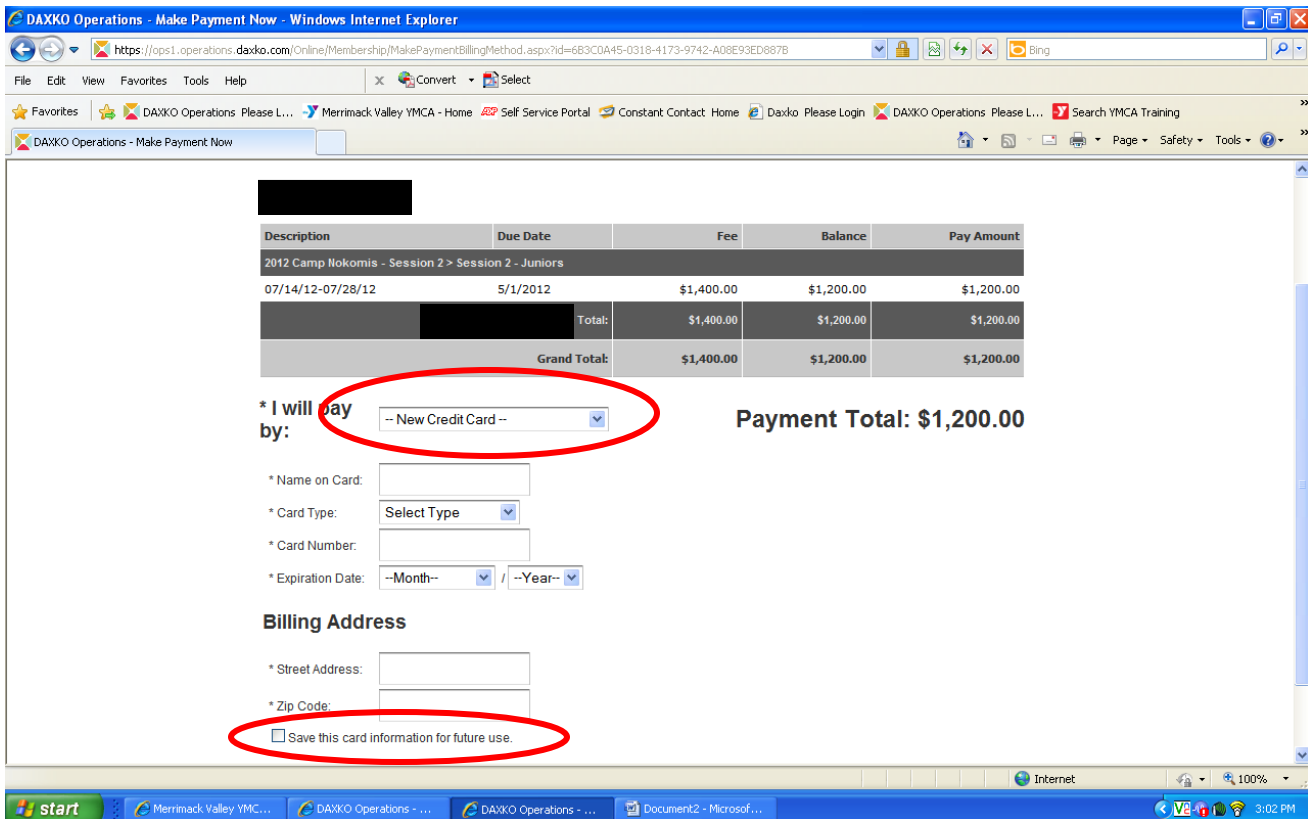 DAXKO Operations - Make Payment Now - Windows Internet Explorer
https://ops1.operations.daxko.com/Online/Membership/MakePaymentBillingMethod.aspx?id=6B3C0A45-0318-4173-9742-A08E93ED887B
Bing
File Edit View Favorites Tools Help x Convert Select
Favorites DAXKO Operations Please L... Merrimack Valley YMCA - Home Self Service Portal Constant Contact Home Daxko Please Login DAXKO Operations Please L... Search YMCA Training »
DAXKO Operations - Make Payment Now Page Safety Tools »
Description Due Date Fee Balance Pay Amount
2012 Camp Nokomis - Session 2 > Session 2 - Juniors
07/14/12-07/28/12 5/1/2012 $1,400.00 $1,200.00 $1,200.00
Total: $1,400.00 $1,200.00 $1,200.00
Grand Total: $1,400.00 $1,200.00 $1,200.00
* I will pay by: -- New Credit Card -- Payment Total: $1,200.00
* Name on Card:
* Card Type: Select Type
* Card Number:
* Expiration Date: --Month-- / --Year--
Billing Address
* Street Address:
* Zip Code:
Save this card information for future use.
Internet 100%
start Merrimack Valley YMC... DAXKO Operations - ... DAXKO Operations - ... Document2 - Microsof... 3:02 PM